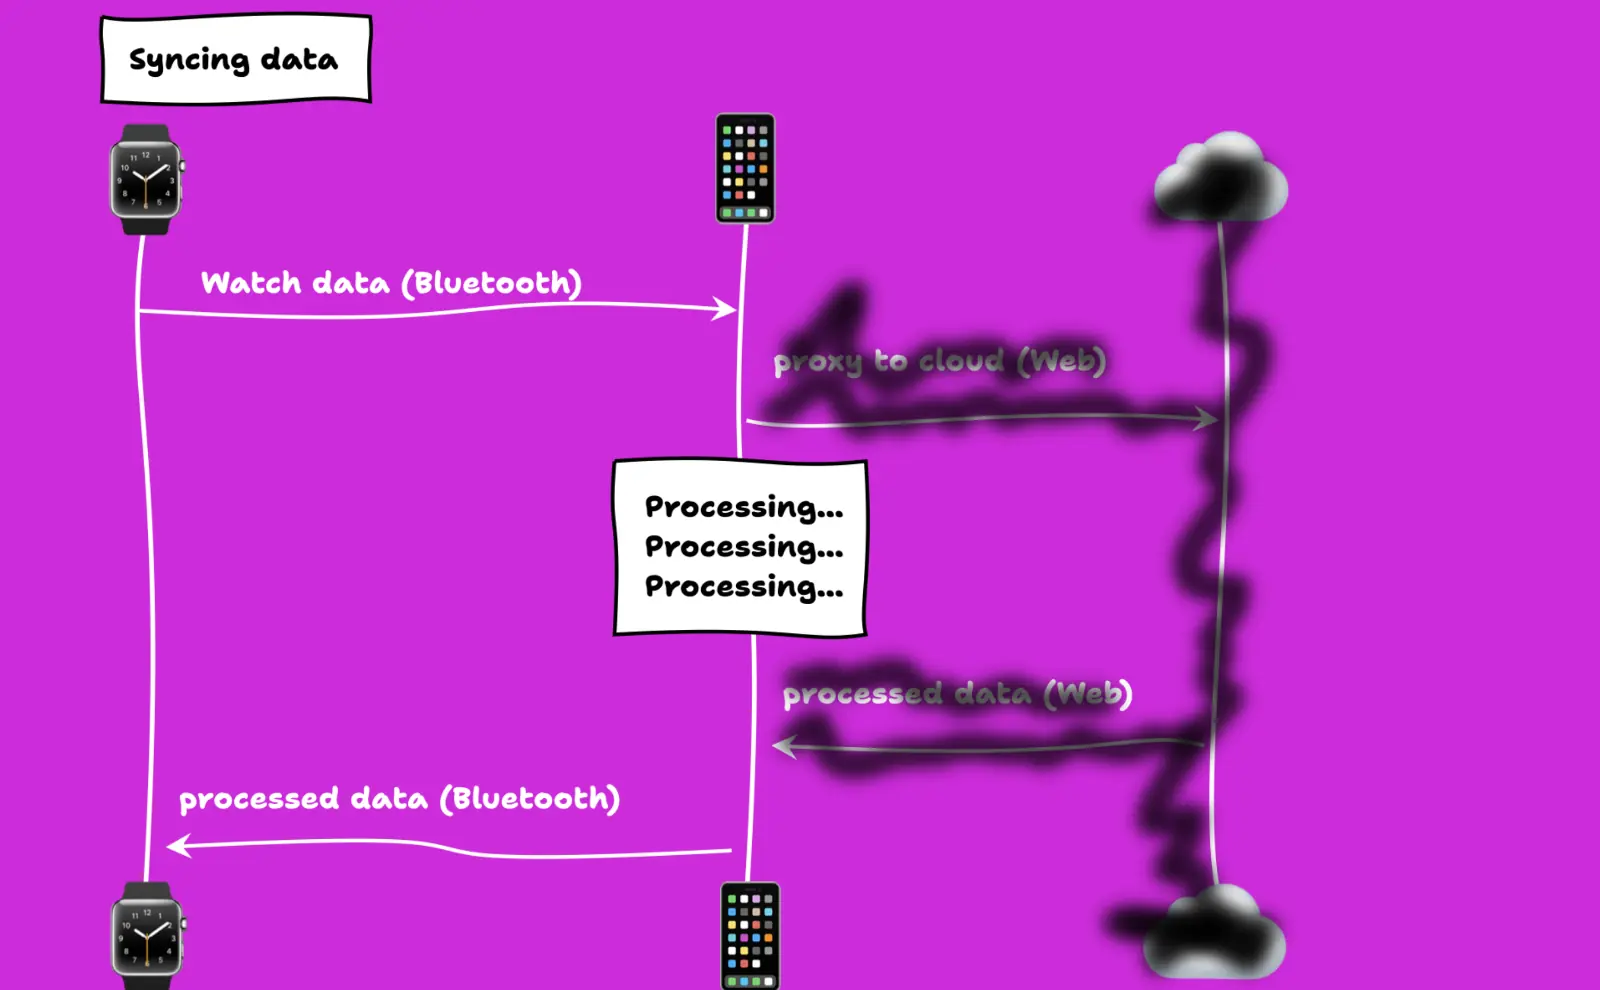 Syncing data
Watch data (Bluetooth)
proxy to cloud (Web)
Processing...
Processing...
Processing...
processed data (Web)
processed data (Bluetooth)